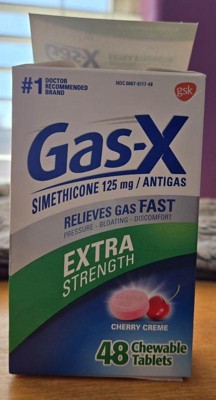 Gas-X
#1 DOCTOR
RECOMMENDED
BRAND
gsk
Gas-X
SIMETHICONE 125 mg / ANTIGAS
RELIEVES GAS FAST
PRESSURE · BLOATING · DISCOMFORT
EXTRA
STRENGTH
CHERRY CREME
48 Chewable
Tablets